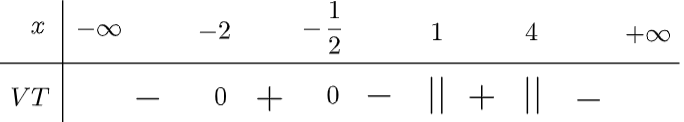 x −∞ −2 −1/2 1 4 +∞
VT − 0 + 0 − || + || −